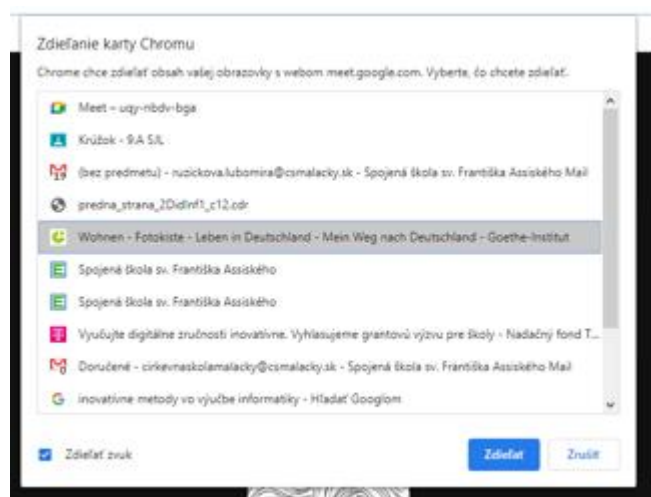 Zdieľanie karty Chromu
Chrome chce zdieľať obsah vašej obrazovky s webom meet.google.com. Vyberte, čo chcete zdieľať.
Meet – uqy-nbdv-bga
Krúžok - 9.A SJL
(bez predmetu) - ruzickova.lubomira@csmalacky.sk - Spojená škola sv. Františka Assiského Mail
predna_strana_2DidInf1_c12.cdr
Wohnen - Fotokiste - Leben in Deutschland - Mein Weg nach Deutschland - Goethe-Institut
Spojená škola sv. Františka Assiského
Spojená škola sv. Františka Assiského
Vyučujte digitálne zručnosti inovatívne. Vyhlasujeme grantovú výzvu pre školy - Nadačný fond T...
Doručené - cirkevnaskolamalacky@csmalacky.sk - Spojená škola sv. Františka Assiského Mail
inovatívne metody vo výučbe informatiky - Hľadať Googlom
Zdieľať zvuk
Zdieľať
Zrušiť